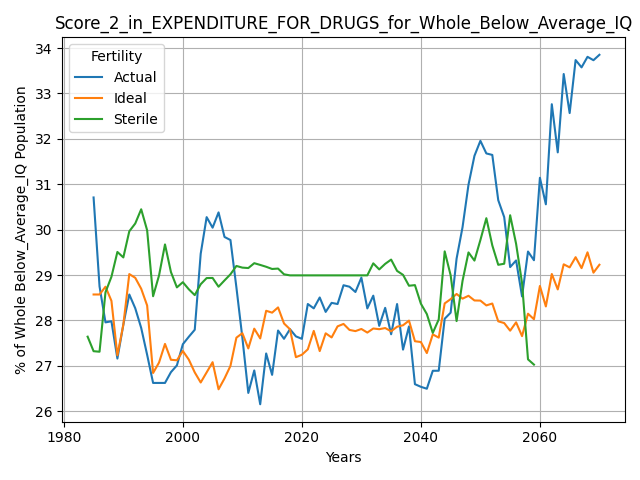 Score_2_in_EXPENDITURE_FOR_DRUGS_for_Whole_Below_Average_IQ
% of Whole Below_Average_IQ Population
34
33
32
31
30
29
28
27
26
Fertility
Actual
Ideal
Sterile
1980
2000
2020
2040
2060
Years